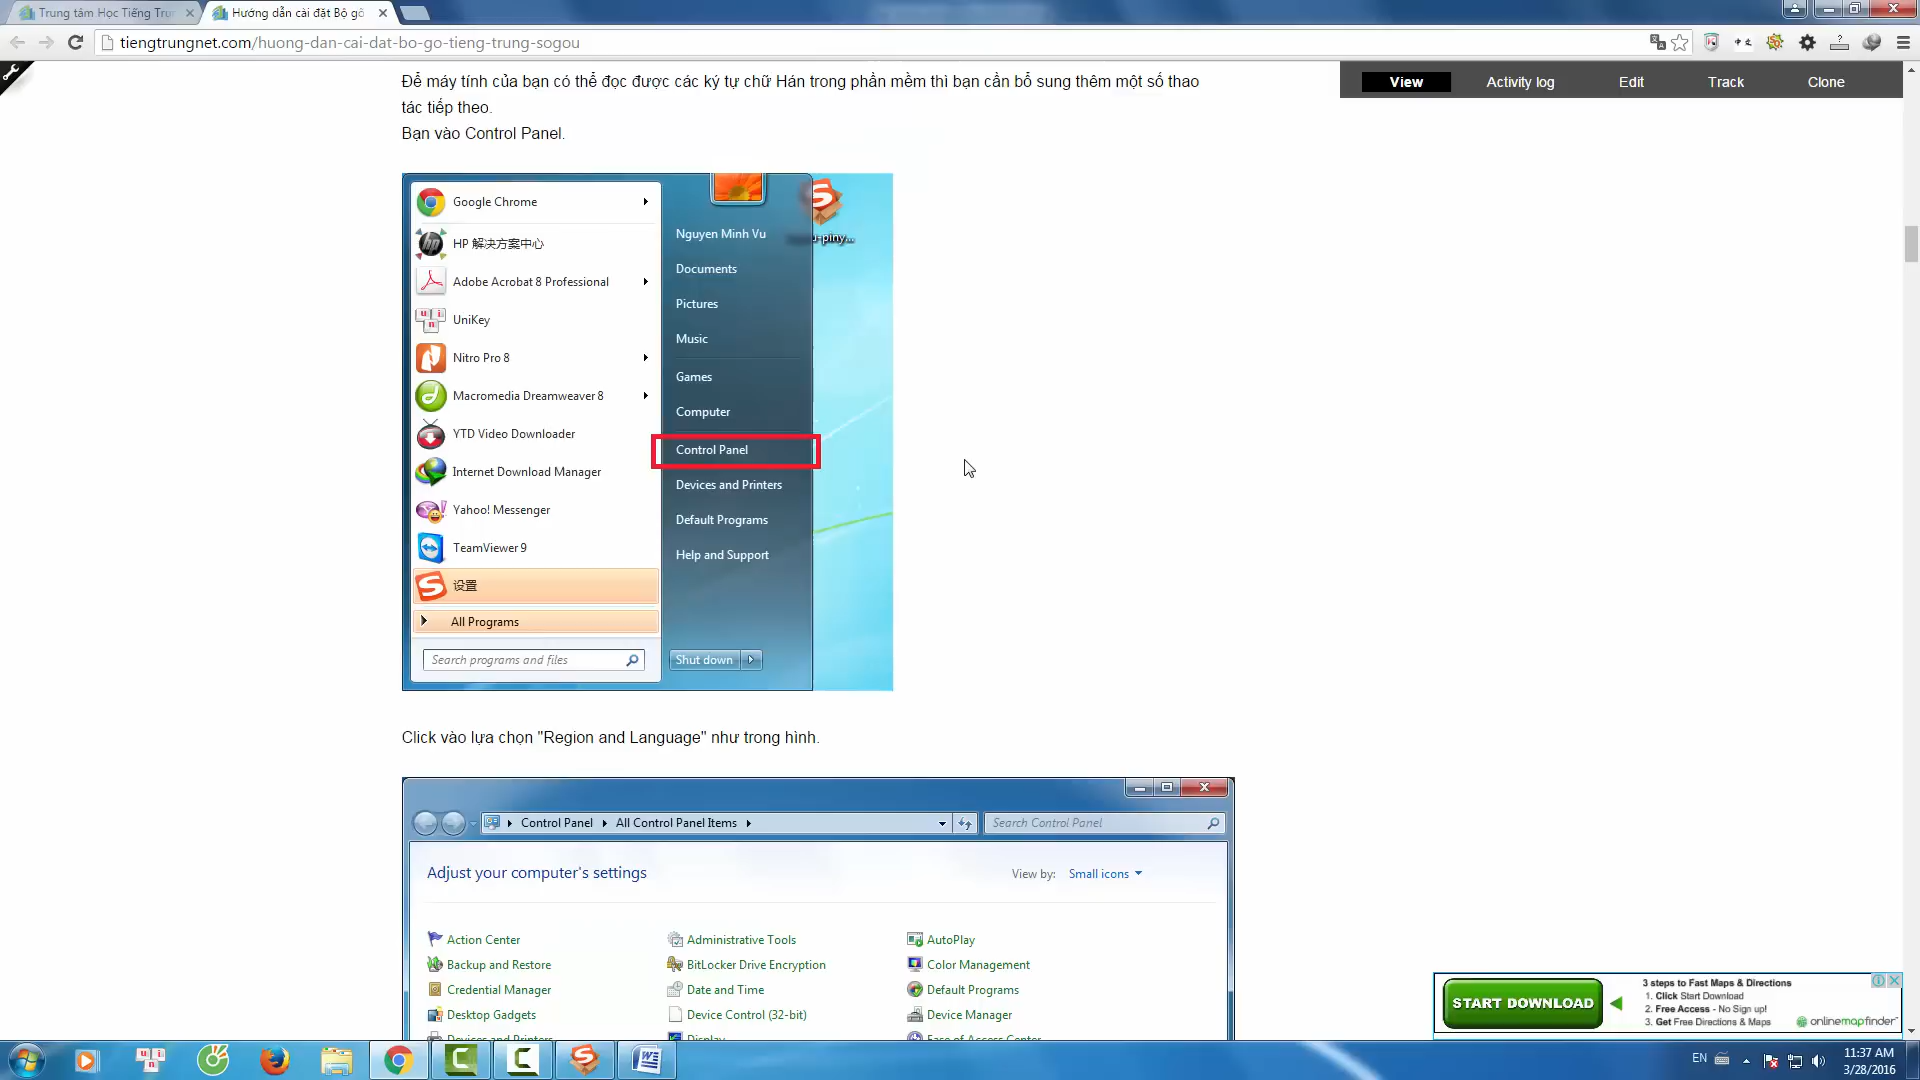 Trung tâm Học Tiếng Tru
Hướng dẫn cài đặt Bộ gõ
tiengtrungnet.com/huong-dan-cai-dat-bo-go-tieng-trung-sogou
View
Activity log
Edit
Track
Clone
Để máy tính của bạn có thể đọc được các ký tự chữ Hán trong phần mềm thì bạn cần bổ sung thêm một số thao
tác tiếp theo.
Bạn vào Control Panel.
Google Chrome
HP 解决方案中心
Adobe Acrobat 8 Professional
UniKey
Nitro Pro 8
Macromedia Dreamweaver 8
YTD Video Downloader
Internet Download Manager
Yahoo! Messenger
TeamViewer 9
设置
All Programs
Search programs and files
Nguyen Minh Vu
Documents
Pictures
Music
Games
Computer
Control Panel
Devices and Printers
Default Programs
Help and Support
Shut down
u-piny...
Click vào lựa chọn "Region and Language" như trong hình.
Control Panel
All Control Panel Items
Search Control Panel
Adjust your computer's settings
View by:
Small icons
Action Center
Administrative Tools
AutoPlay
Backup and Restore
BitLocker Drive Encryption
Color Management
Credential Manager
Date and Time
Default Programs
Desktop Gadgets
Device Control (32-bit)
Device Manager
Devices and Printers
Display
Ease of Access Center
START DOWNLOAD
3 steps to Fast Maps & Directions
1. Click Start Download
2. Free Access - No Sign up!
3. Get Free Directions & Maps
onlinemapfinder™
EN
11:37 AM
3/28/2016